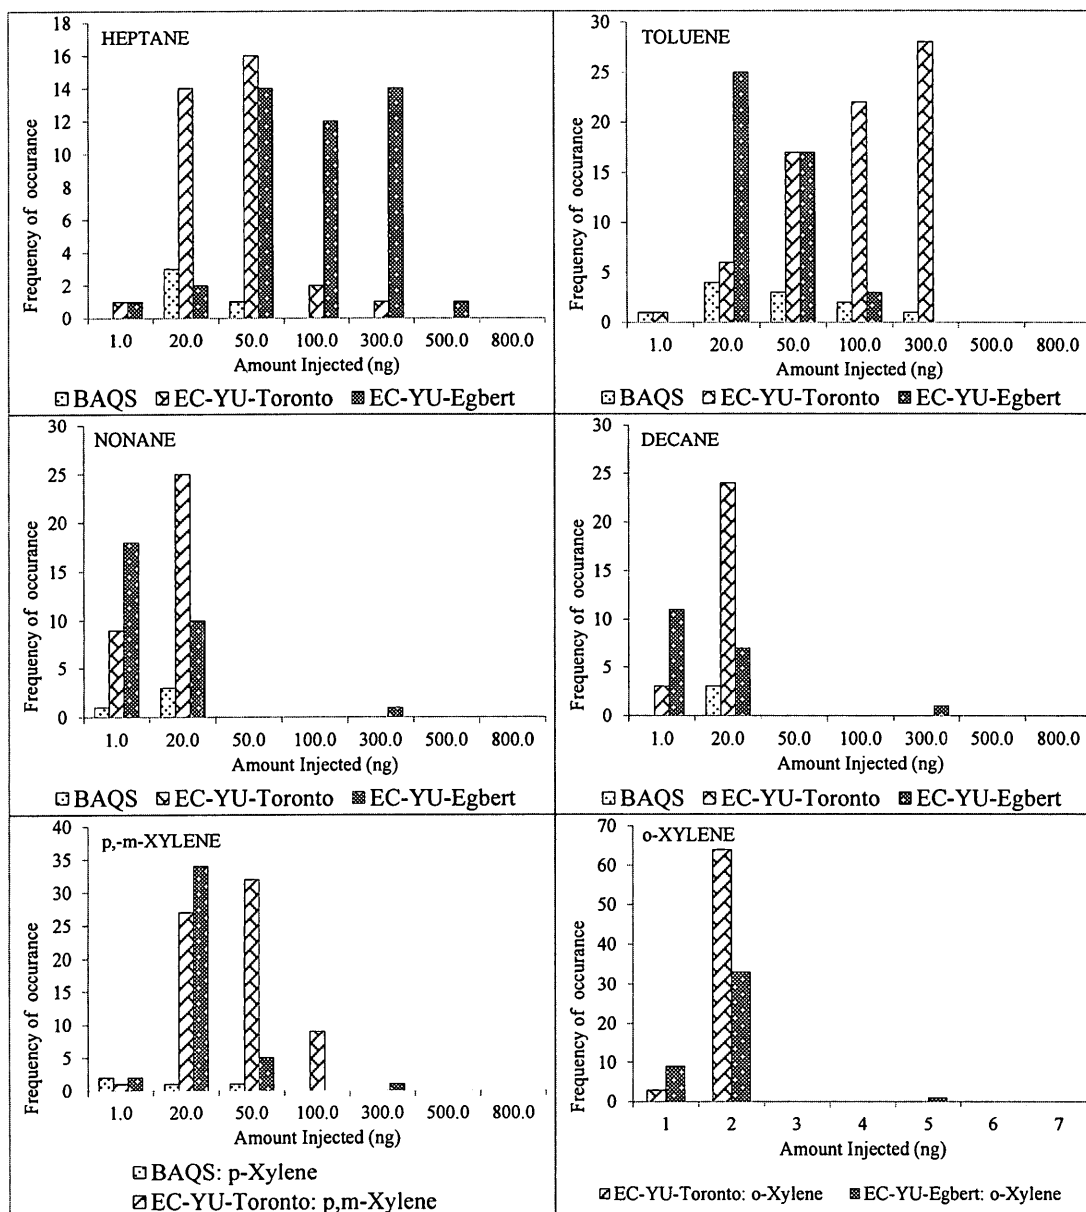 HEPTANE
Frequency of occurance
18
16
14
12
10
8
6
4
2
0
1.0 20.0 50.0 100.0 300.0 500.0 800.0
Amount Injected (ng)
BAQS EC-YU-Toronto EC-YU-Egbert
TOLUENE
Frequency of occurance
30
25
20
15
10
5
0
1.0 20.0 50.0 100.0 300.0 500.0 800.0
Amount Injected (ng)
BAQS EC-YU-Toronto EC-YU-Egbert
NONANE
Frequency of occurance
30
25
20
15
10
5
0
1.0 20.0 50.0 100.0 300.0 500.0 800.0
Amount Injected (ng)
BAQS EC-YU-Toronto EC-YU-Egbert
DECANE
Frequency of occurance
30
25
20
15
10
5
0
1.0 20.0 50.0 100.0 300.0 500.0 800.0
Amount Injected (ng)
BAQS EC-YU-Toronto EC-YU-Egbert
p,-m-XYLENE
Frequency of occurance
40
35
30
25
20
15
10
5
0
1.0 20.0 50.0 100.0 300.0 500.0 800.0
Amount Injected (ng)
BAQS: p-Xylene
EC-YU-Toronto: p,m-Xylene
o-XYLENE
Frequency of occurance
70
60
50
40
30
20
10
0
1 2 3 4 5 6 7
Amount Injected (ng)
EC-YU-Toronto: o-Xylene EC-YU-Egbert: o-Xylene